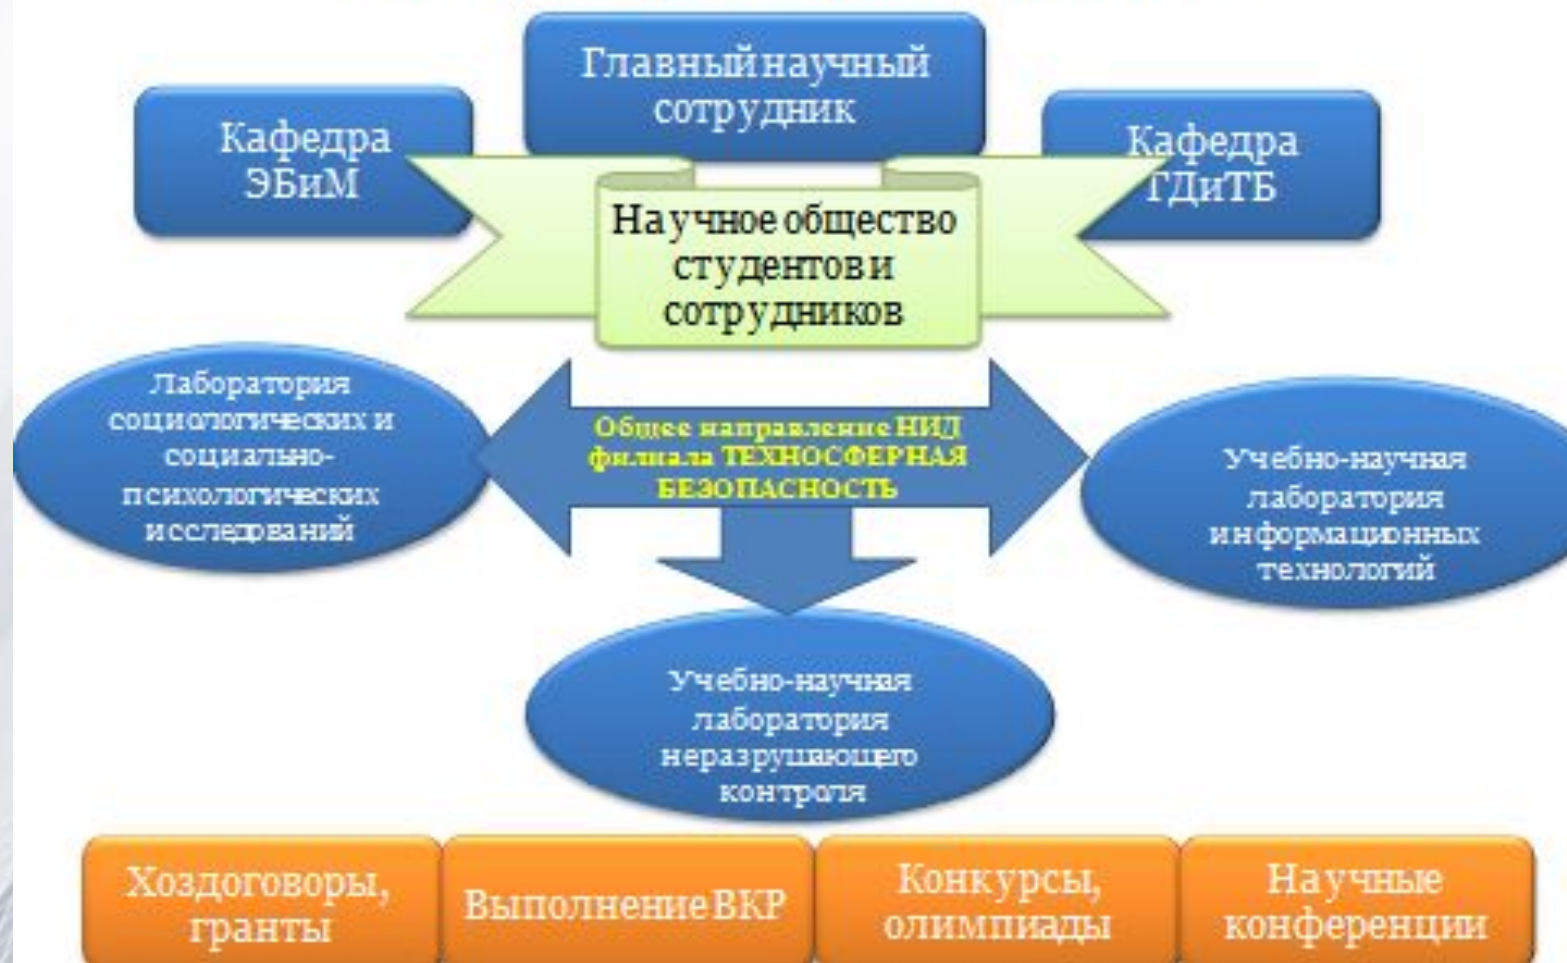 Главный научный
сотрудник
Кафедра
ЭБиМ
Кафедра
ГДиТБ
Научное общество
студентов и
сотрудников
Лаборатория
социологических и
социально-
психологических
исследований
Общее направление НИД
филиала ТЕХНОСФЕРНАЯ
БЕЗОПАСНОСТЬ
Учебно-научная
лаборатория
информационных
технологий
Учебно-научная
лаборатория
неразрушающего
контроля
Хоздоговоры,
гранты
Выполнение ВКР
Конкурсы,
олимпиады
Научные
конференции